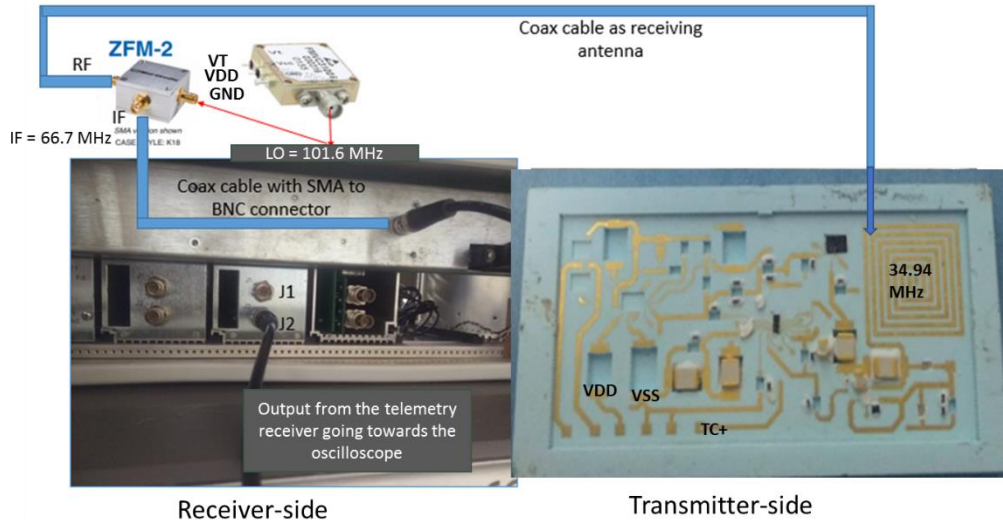 Coax cable as receiving
antenna
ZFM-2
RF
VT
VDD
GND
IF
SMA version shown
CASE STYLE: K18
IF = 66.7 MHz
LO = 101.6 MHz
Coax cable with SMA to
BNC connector
J1
J2
Output from the telemetry
receiver going towards the
oscilloscope
34.94
MHz
VDD
VSS
TC+
Receiver-side
Transmitter-side